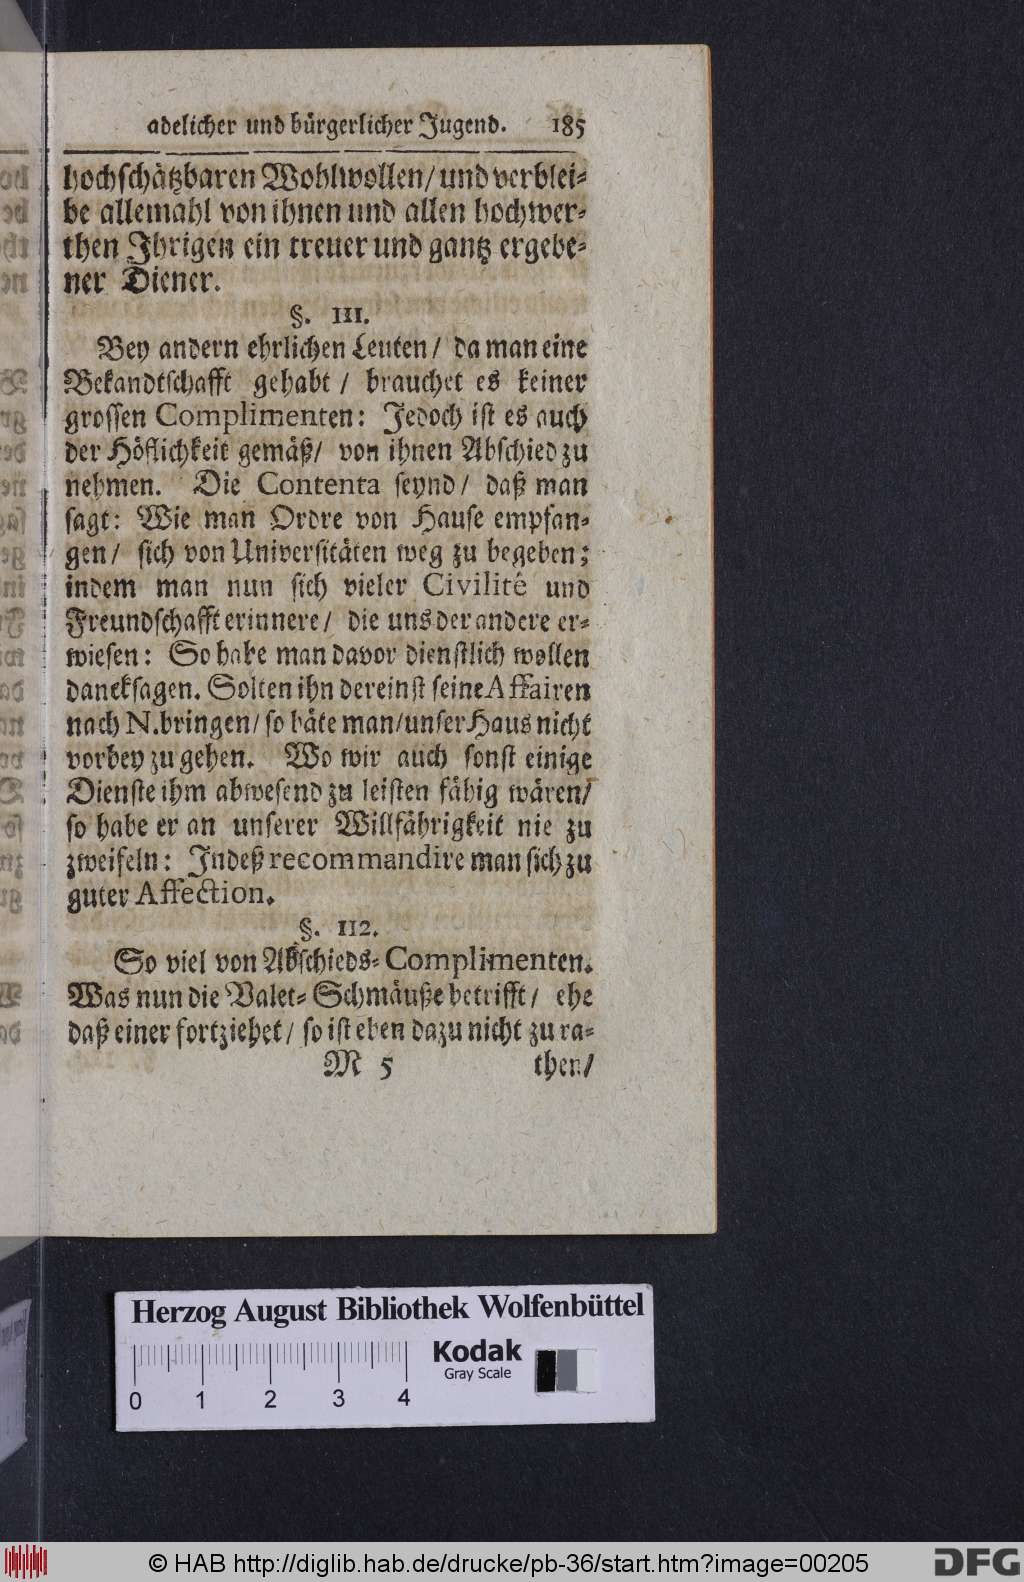 adelicher und bürgerlicher Jugend. 185
hochschätzbaren Wohlwollen/ und verblei-
be allemahl von ihnen und allen hochwer-
then Ihrigen ein treuer und gantz ergebe-
ner Diener.
§. 111.
Bey andern ehrlichen Leuten/ da man eine
Bekandtschafft gehabt / brauchet es keiner
grossen Complimenten: Jedoch ist es auch
der Höflichkeit gemäß/ von ihnen Abschied zu
nehmen. Die Contenta seynd/ daß man
sagt: Wie man Ordre von Hause empfan-
gen/ sich von Universitäten weg zu begeben;
indem man nun sich vieler Civilité und
Freundschafft erinnere/ die uns der andere er-
wiesen: So habe man davor dienstlich wollen
dancksagen. Solten ihn dereinst seine Affairen
nach N. bringen/ so bäte man/ unser Haus nicht
vorbey zu gehen. Wo wir auch sonst einige
Dienste ihm abwesend zu leisten fähig wären/
so habe er an unserer Willfährigkeit nie zu
zweifeln: Indeß recommandire man sich zu
guter Affection.
§. 112.
So viel von Abschieds-Complimenten.
Was nun die Valet-Schmäuße betrifft/ ehe
daß einer fortziehet/ so ist eben dazu nicht zu ra-
M 5 then/
Herzog August Bibliothek Wolfenbüttel
Kodak
Gray Scale
0 1 2 3 4
© HAB http://diglib.hab.de/drucke/pb-36/start.htm?image=00205
DFG